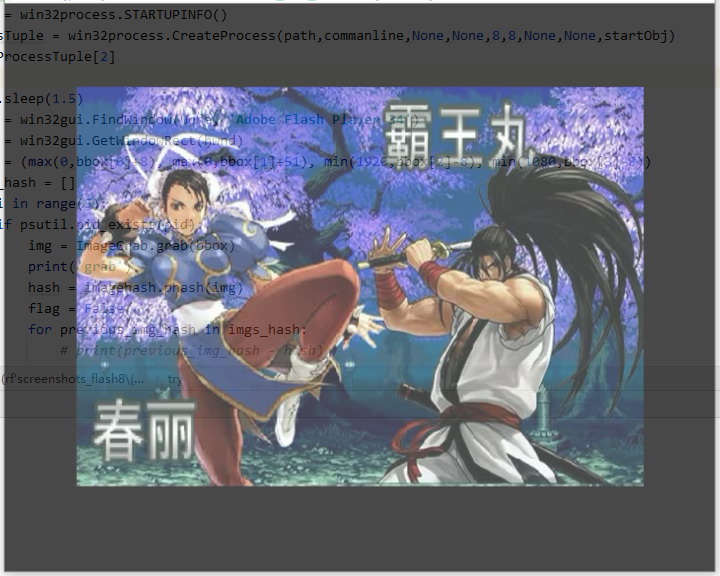 = win32process.STARTUPINFO()
sTuple = win32process.CreateProcess(path,commanline,None,None,8,8,None,None,startObj)
ProcessTuple[2]
.sleep(1.5)
= win32gui.FindWindow( 'Adobe Flash Player
= win32gui.GetWindowRect(hwnd)
= (max(0,bbox[0]+8), max(0,bbox[1]+51), min(1920,bbox[2]-8), min(1080,bbox[3]
_hash = []
i in range(
if psutil.pid_exists(pid):
img = ImageGrab.grab(bbox)
print('grab')
hash = imagehash.phash(img)
flag = False
for previous_img_hash in imgs_hash:
# print(previous_img_hash - hash)
(rf'screenshots_flash8\(... › try
霸王丸
春丽